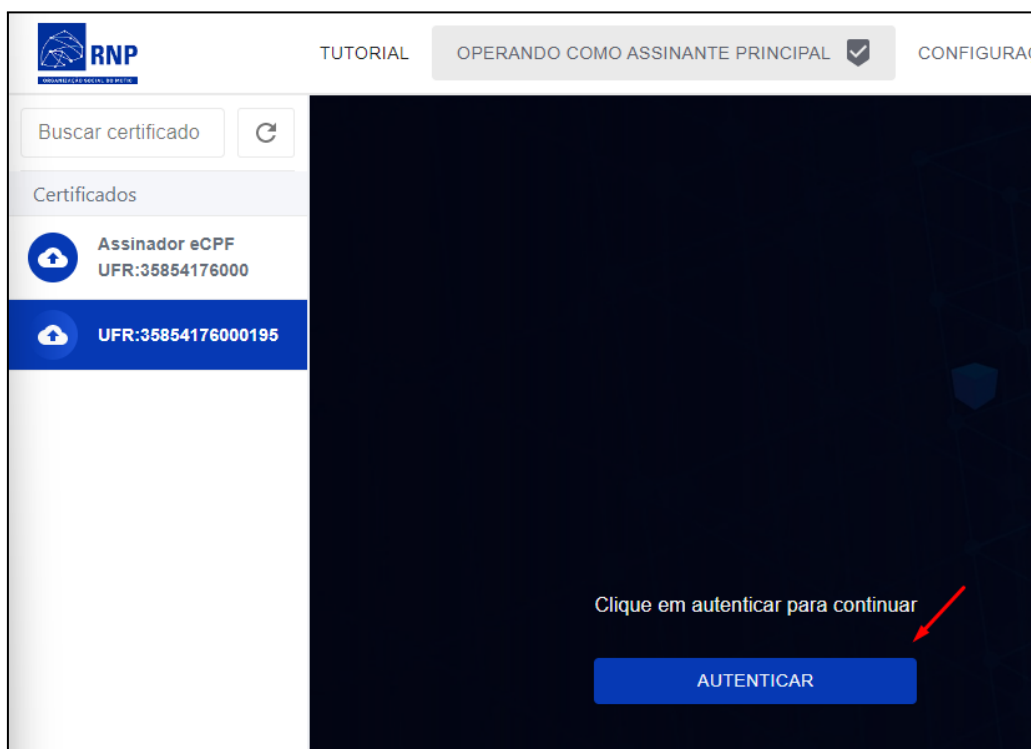 RNP
ORGANIZAÇÃO SOCIAL DO MCTIC
TUTORIAL
OPERANDO COMO ASSINANTE PRINCIPAL
CONFIGURAÇ
Buscar certificado
Certificados
Assinador eCPF
UFR:35854176000
UFR:35854176000195
Clique em autenticar para continuar
AUTENTICAR